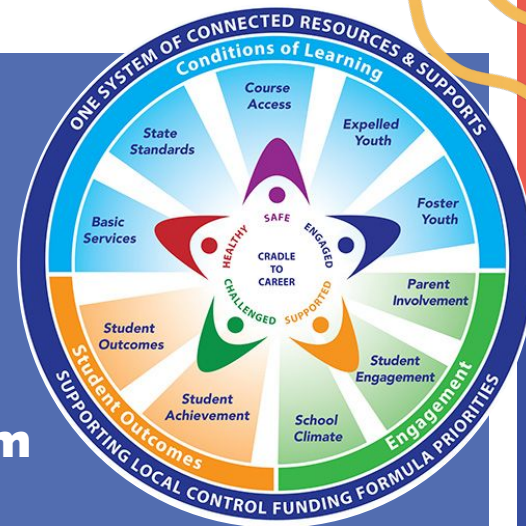 ONE SYSTEM OF CONNECTED RESOURCES & SUPPORTS
Conditions of Learning
Course
Access
State
Standards
Expelled
Youth
Basic
Services
Foster
Youth
SAFE
ENGAGED
HEALTHY
CRADLE
TO
CAREER
CHALLENGED
SUPPORTED
Parent
Involvement
Student
Outcomes
Student
Engagement
Student
Achievement
School
Climate
Student Outcomes
Engagement
SUPPORTING LOCAL CONTROL FUNDING FORMULA PRIORITIES
m